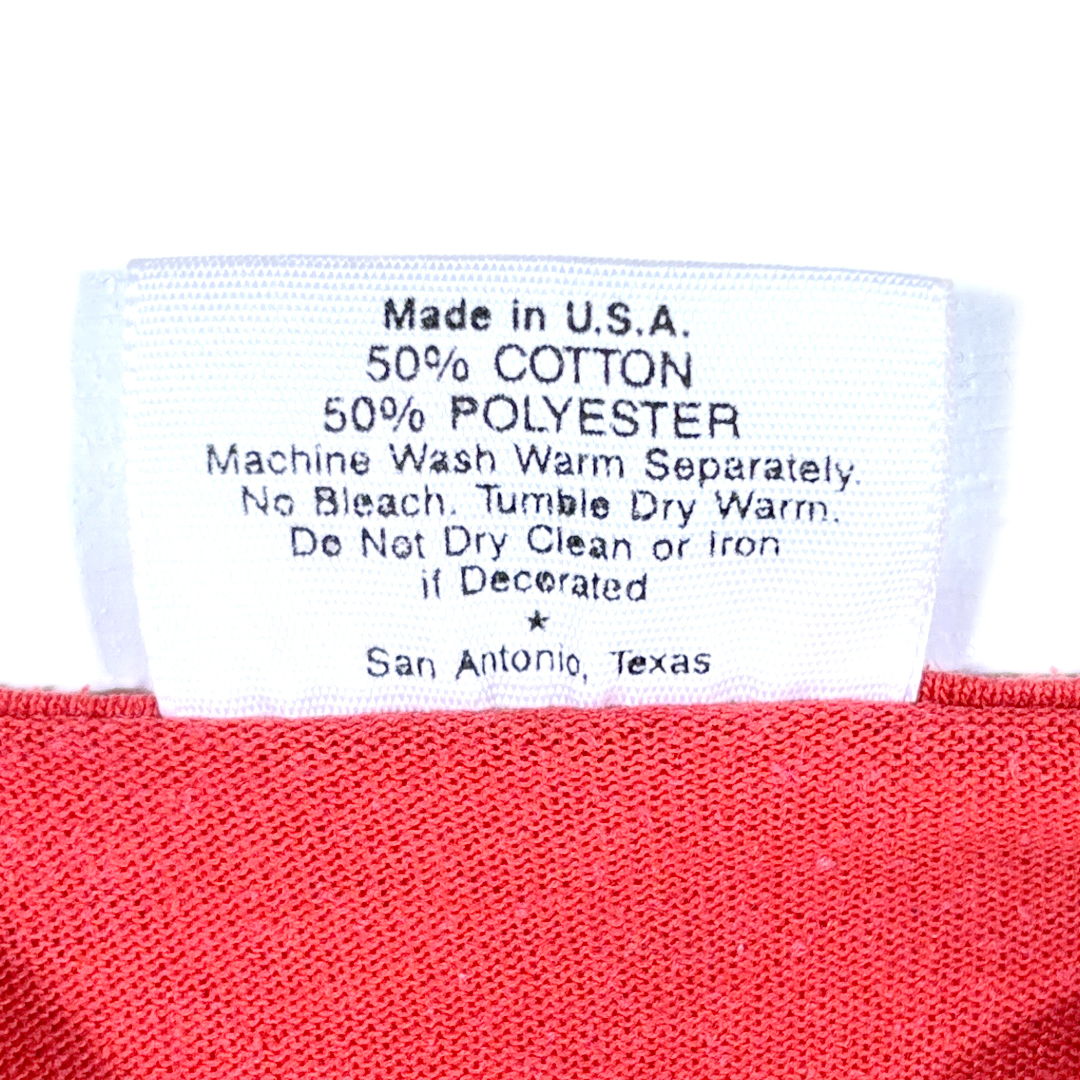 Made in U.S.A.
50% COTTON
50% POLYESTER
Machine Wash Warm Separately.
No Bleach. Tumble Dry Warm.
Do Not Dry Clean or Iron
if Decorated
★
San Antonio, Texas